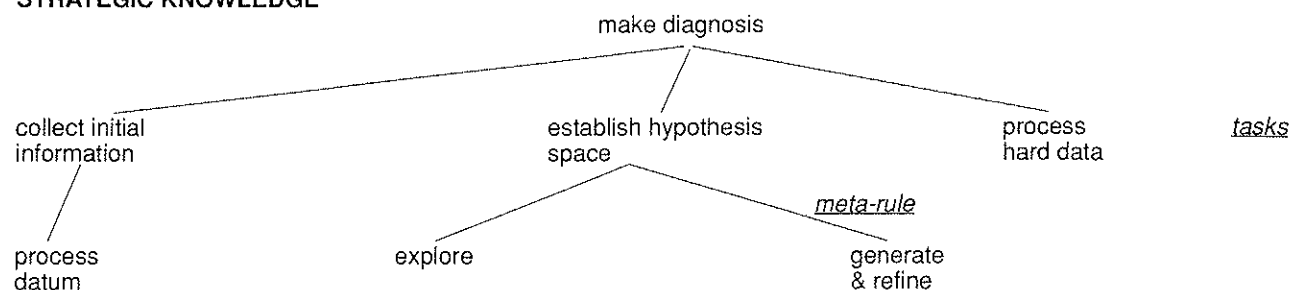 STRATEGIC KNOWLEDGE
make diagnosis
collect initial
information
establish hypothesis
space
process
hard data
tasks
meta-rule
process
datum
explore
generate
& refine